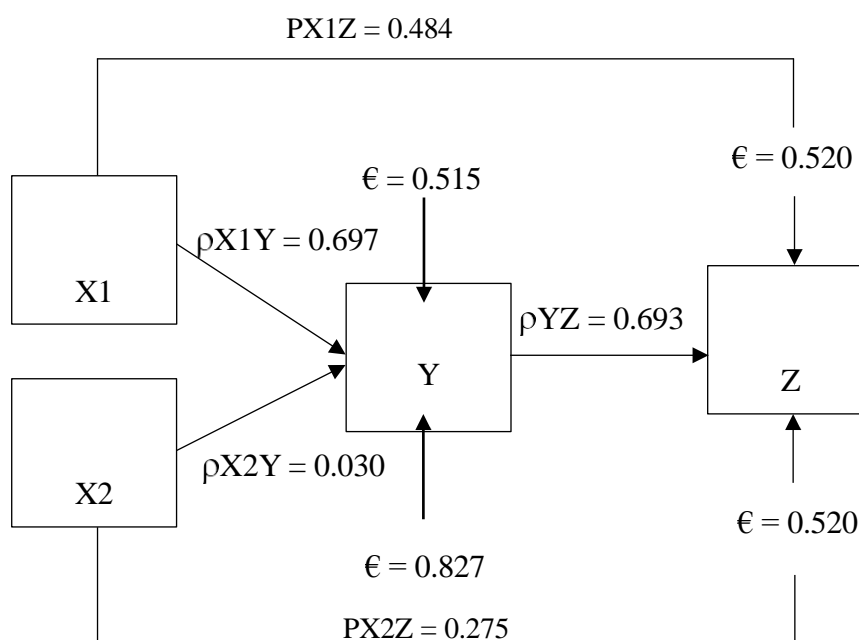 PX1Z = 0.484
€ = 0.520
€ = 0.515
ρX1Y = 0.697
X1
ρYZ = 0.693
Y
Z
ρX2Y = 0.030
X2
€ = 0.520
€ = 0.827
PX2Z = 0.275